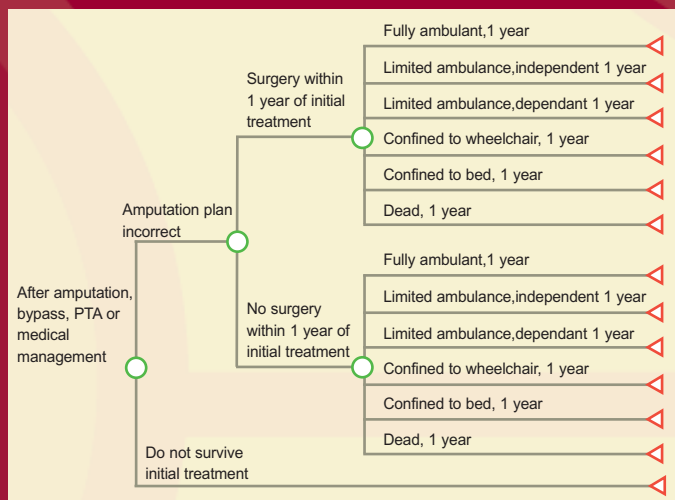 Fully ambulant,1 year
Limited ambulance,independent 1 year
Surgery within
1 year of initial
treatment
Limited ambulance,dependant 1 year
Confined to wheelchair, 1 year
Confined to bed, 1 year
Dead, 1 year
Amputation plan
incorrect
Fully ambulant,1 year
Limited ambulance,independent 1 year
No surgery
within 1 year of
initial treatment
Limited ambulance,dependant 1 year
Confined to wheelchair, 1 year
Confined to bed, 1 year
Dead, 1 year
After amputation,
bypass, PTA or
medical
management
Do not survive
initial treatment